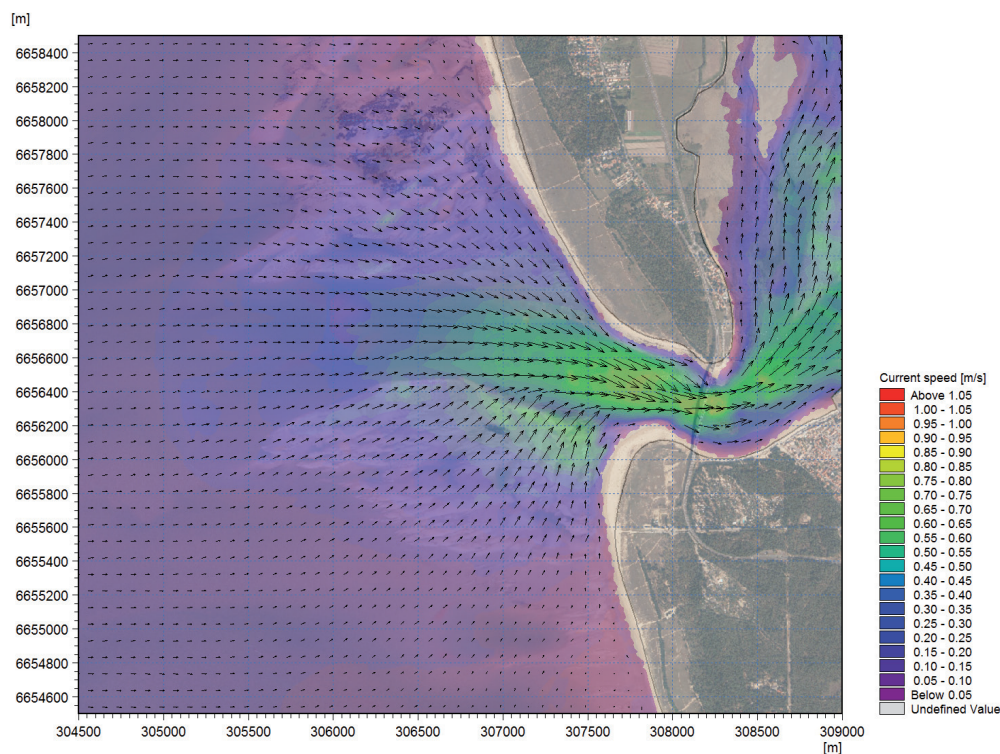 [m]
6658400
6658200
6658000
6657800
6657600
6657400
6657200
6657000
6656800
6656600
6656400
6656200
6656000
6655800
6655600
6655400
6655200
6655000
6654800
6654600
304500 305000 305500 306000 306500 307000 307500 308000 308500 309000
[m]
Current speed [m/s]
Above 1.05
1.00 - 1.05
0.95 - 1.00
0.90 - 0.95
0.85 - 0.90
0.80 - 0.85
0.75 - 0.80
0.70 - 0.75
0.65 - 0.70
0.60 - 0.65
0.55 - 0.60
0.50 - 0.55
0.45 - 0.50
0.40 - 0.45
0.35 - 0.40
0.30 - 0.35
0.25 - 0.30
0.20 - 0.25
0.15 - 0.20
0.10 - 0.15
0.05 - 0.10
Below 0.05
Undefined Value